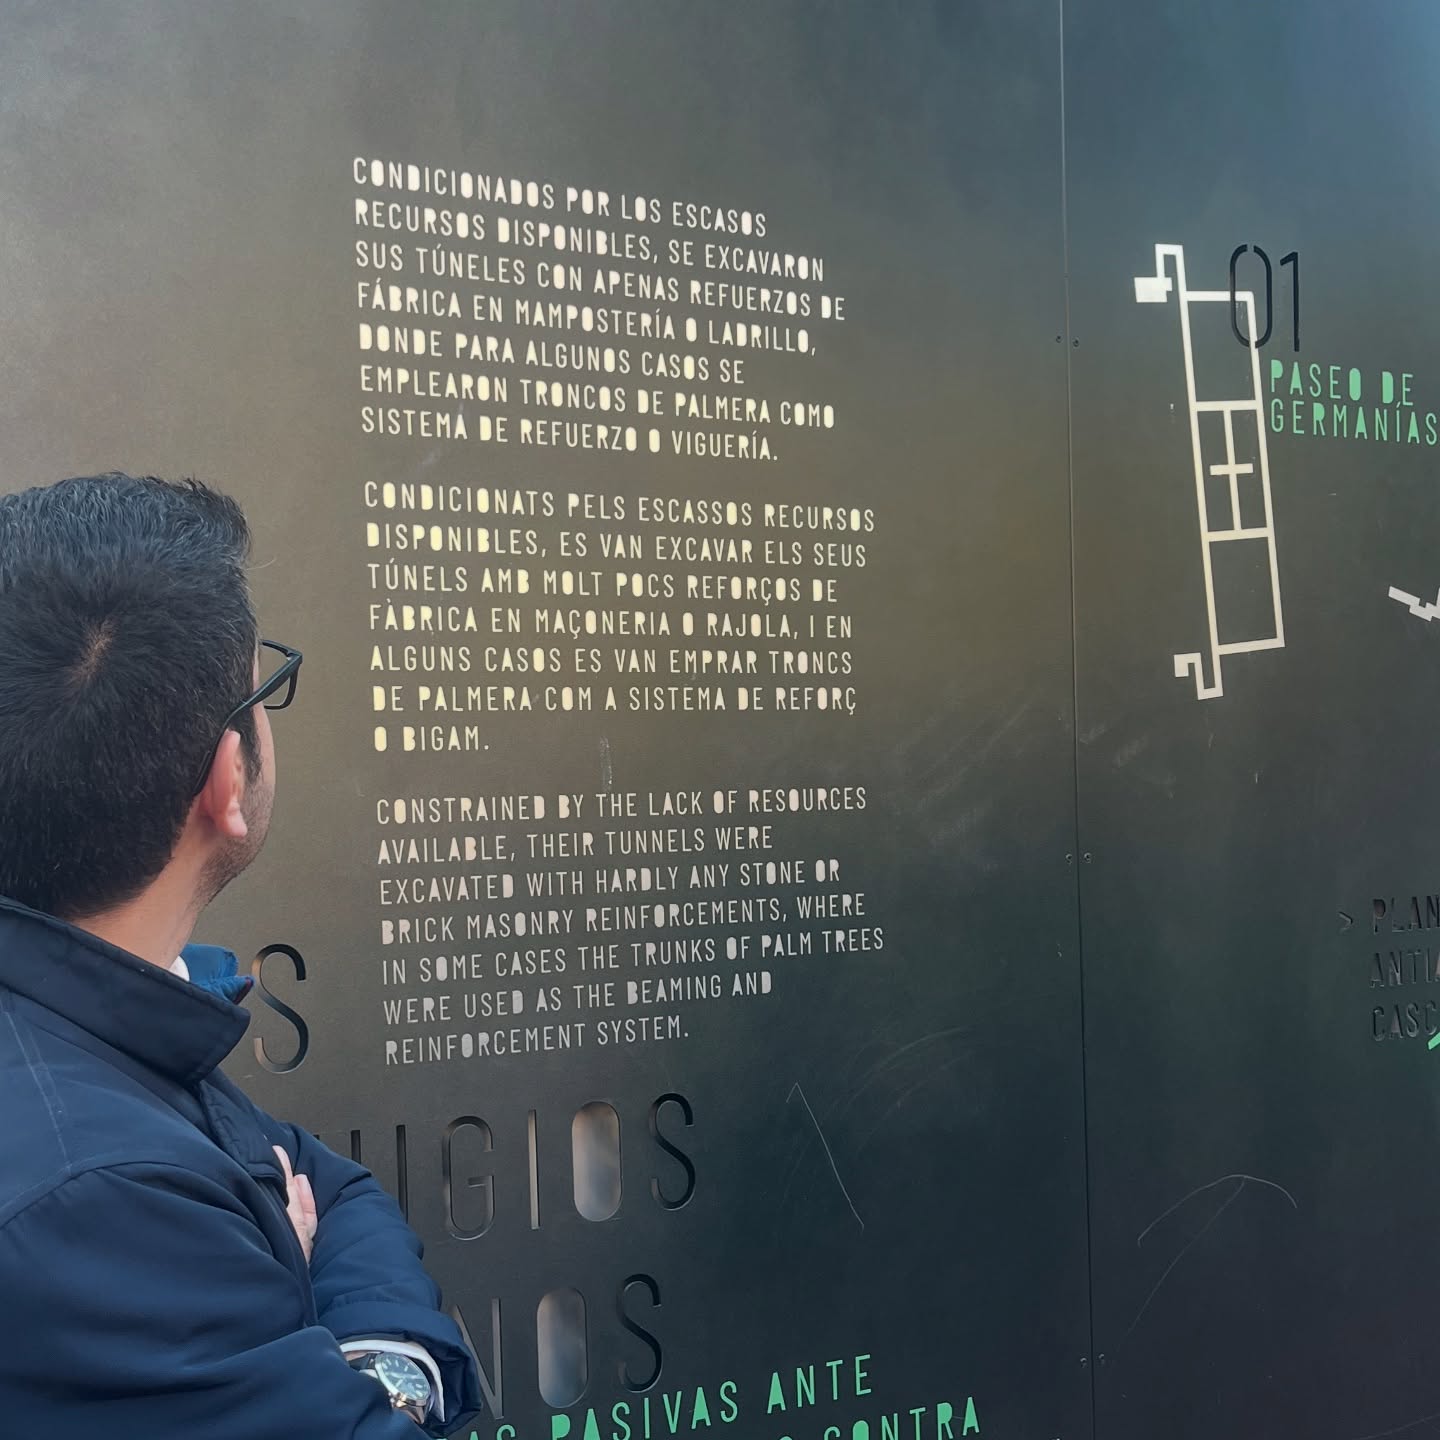 CONDICIONADOS POR LOS ESCASOS
RECURSOS DISPONIBLES, SE EXCAVARON
SUS TÚNELES CON APENAS REFUERZOS DE
FÁBRICA EN MAMPOSTERÍA O LADRILLO,
DONDE PARA ALGUNOS CASOS SE
EMPLEARON TRONCOS DE PALMERA COMO
SISTEMA DE REFUERZO O VIGUERÍA.
CONDICIONATS PELS ESCASSOS RECURSOS
DISPONIBLES, ES VAN EXCAVAR ELS SEUS
TÚNELS AMB MOLT POCS REFORÇOS DE
FÀBRICA EN MAÇONERIA O RAJOLA, I EN
ALGUNS CASOS ES VAN EMPRAR TRONCS
DE PALMERA COM A SISTEMA DE REFORÇ
O BIGAM.
CONSTRAINED BY THE LACK OF RESOURCES
AVAILABLE, THEIR TUNNELS WERE
EXCAVATED WITH HARDLY ANY STONE OR
BRICK MASONRY REINFORCEMENTS, WHERE
IN SOME CASES THE TRUNKS OF PALM TREES
WERE USED AS THE BEAMING AND
REINFORCEMENT SYSTEM.
PASIVAS ANTE
CONTRA
01
PASEO DE
GERMANÍAS